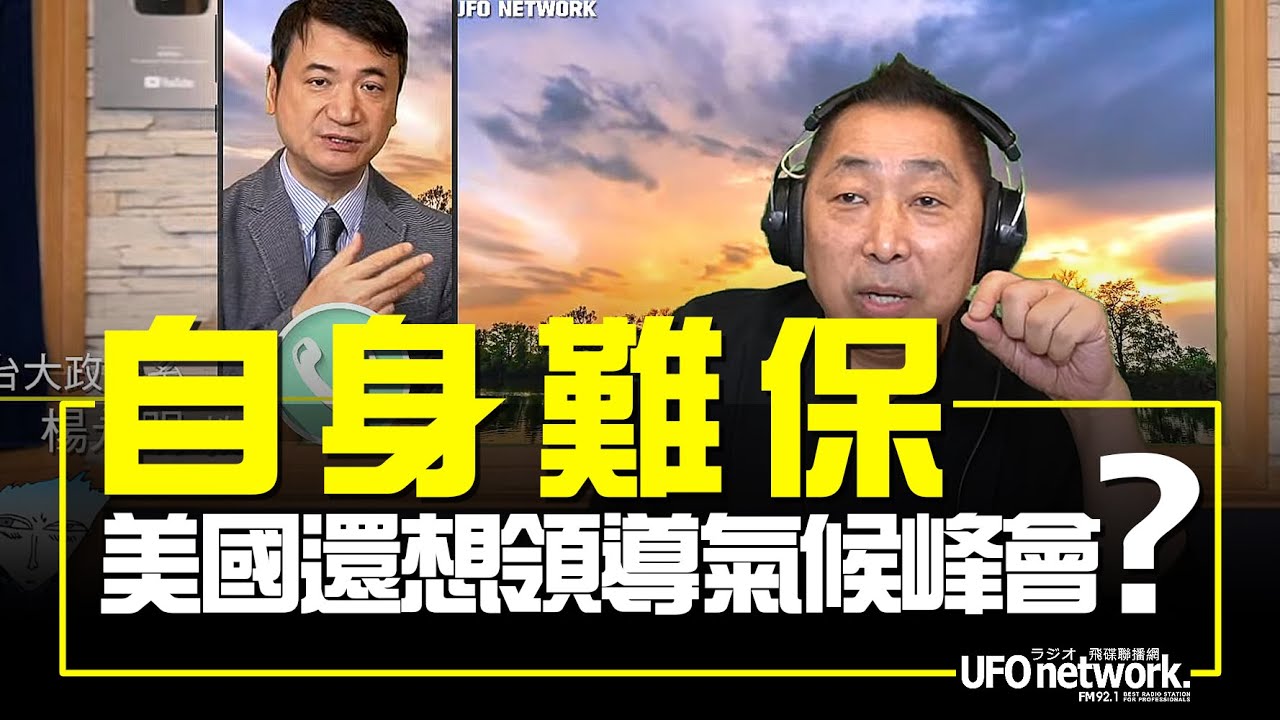 UFO NETWORK
YouTube
台大政
自身難保
美國還想領導氣候峰會?
ラジオ 飛碟聯播網
UFO network.
FM92.1 BEST RADIO STATION
FOR PROFESSIONALS